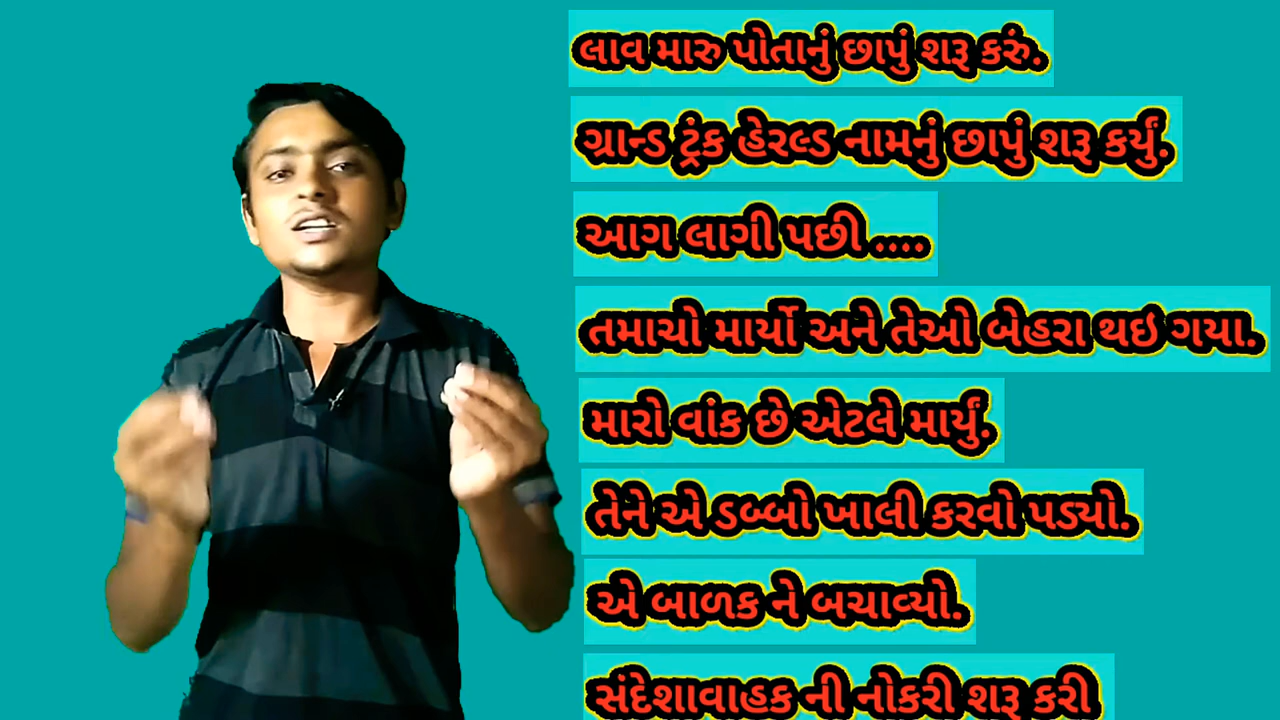 લાવ મારુ પોતાનું છાપું શરૂ કરું.
ગ્રાન્ડ ટ્રંક હેરલ્ડ નામનું છાપું શરૂ કર્યું.
આગ લાગી પછી ....
તમાચો માર્યો અને તેઓ બેહરા થઇ ગયા.
મારો વાંક છે એટલે માર્યું.
તેને એ ડબ્બો ખાલી કરવો પડ્યો.
એ બાળક ને બચાવ્યો.
સંદેશાવાહક ની નોકરી શરૂ કરી